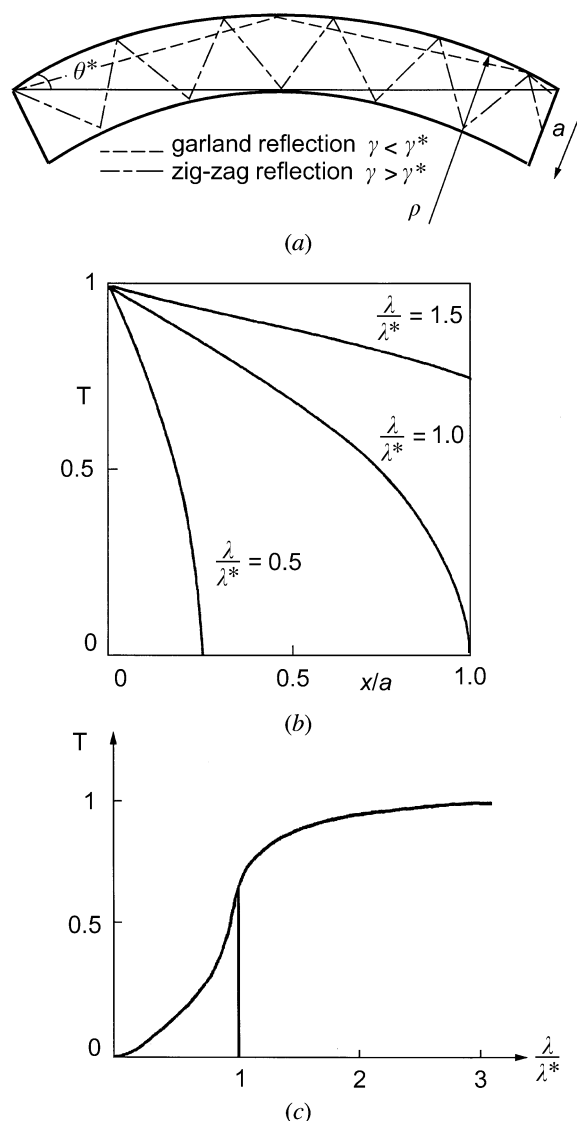 θ*
garland reflection γ < γ*
zig-zag reflection γ > γ*
a
ρ
(a)
1
T
0.5
0
λ/λ* = 1.5
λ/λ* = 1.0
λ/λ* = 0.5
0 0.5 1.0
x/a
(b)
T
1
0.5
0
1 2 3 λ/λ*
(c)